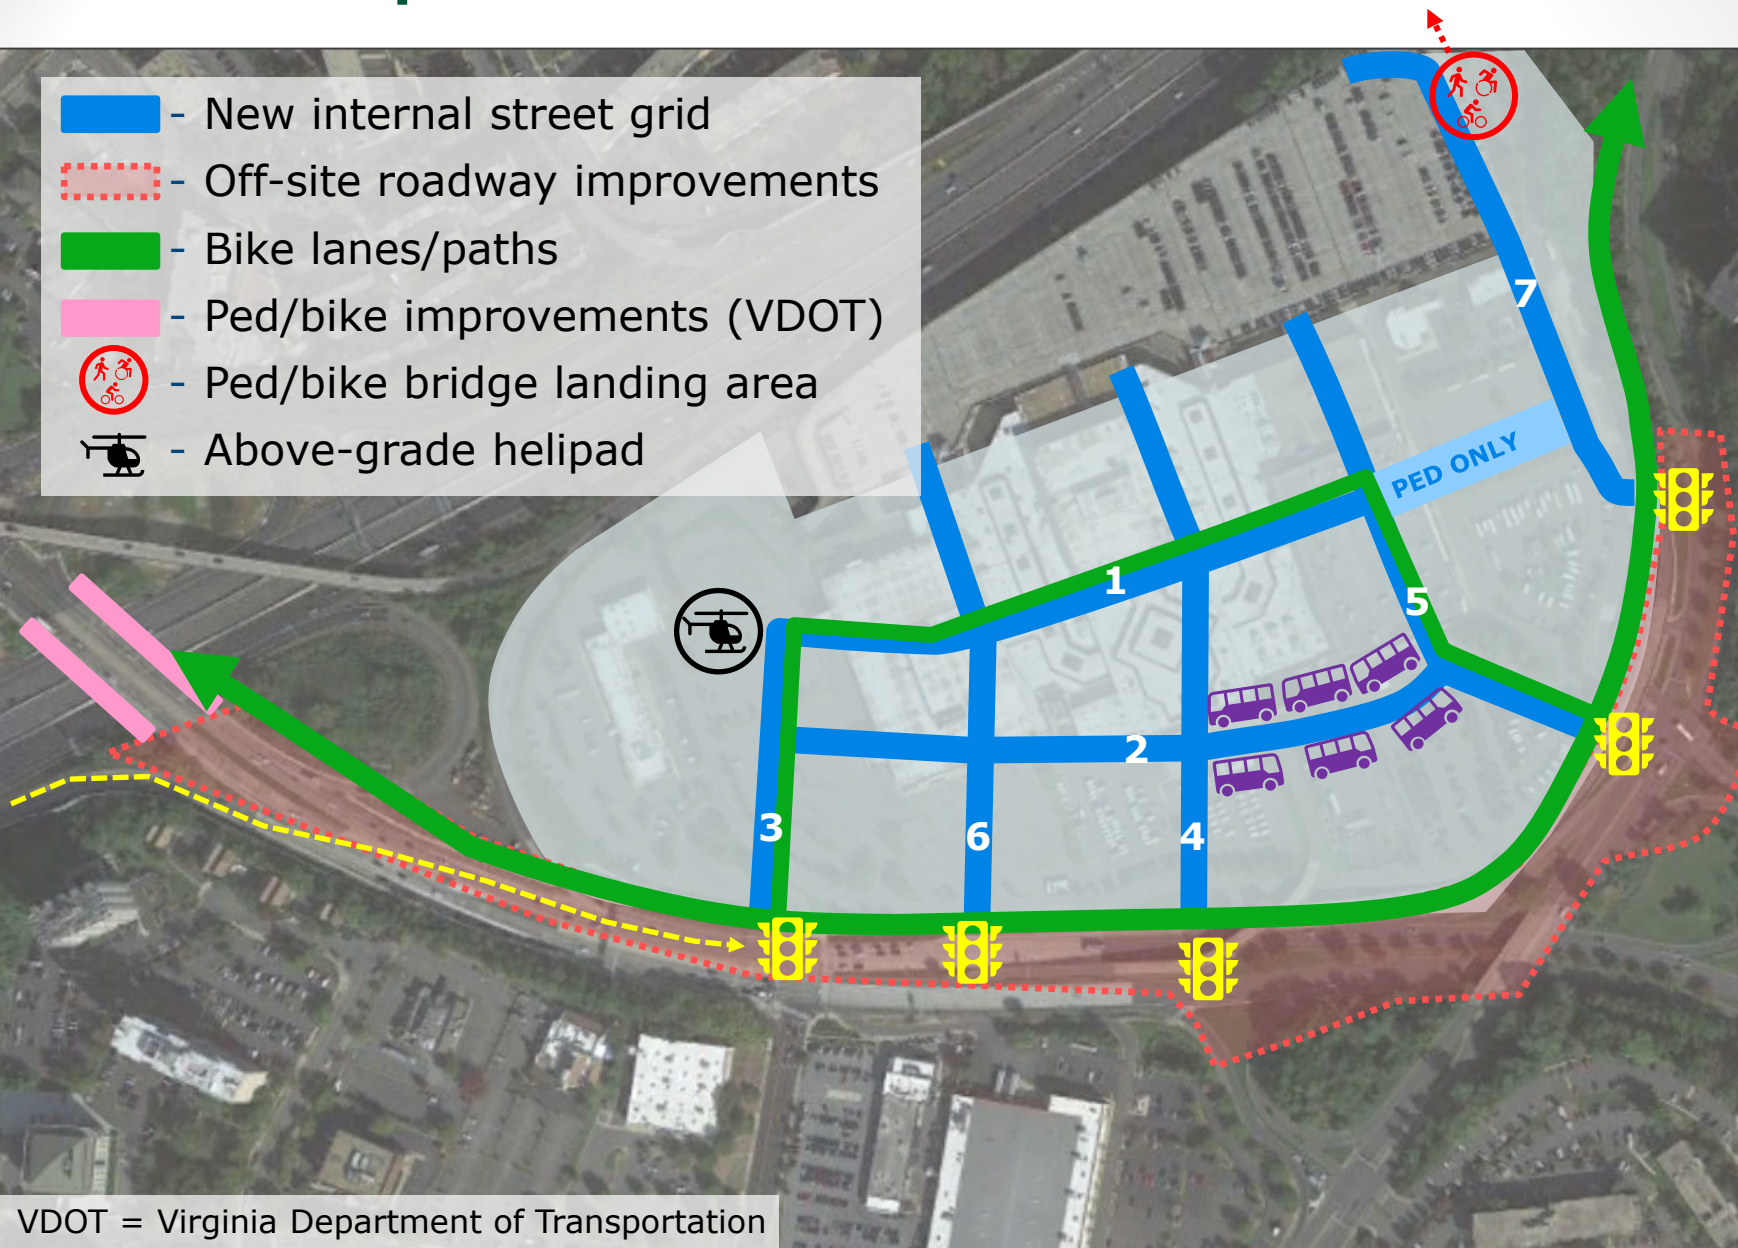 - New internal street grid
- Off-site roadway improvements
- Bike lanes/paths
- Ped/bike improvements (VDOT)
- Ped/bike bridge landing area
- Above-grade helipad
7
PED ONLY
1
5
2
3
6
4
VDOT = Virginia Department of Transportation